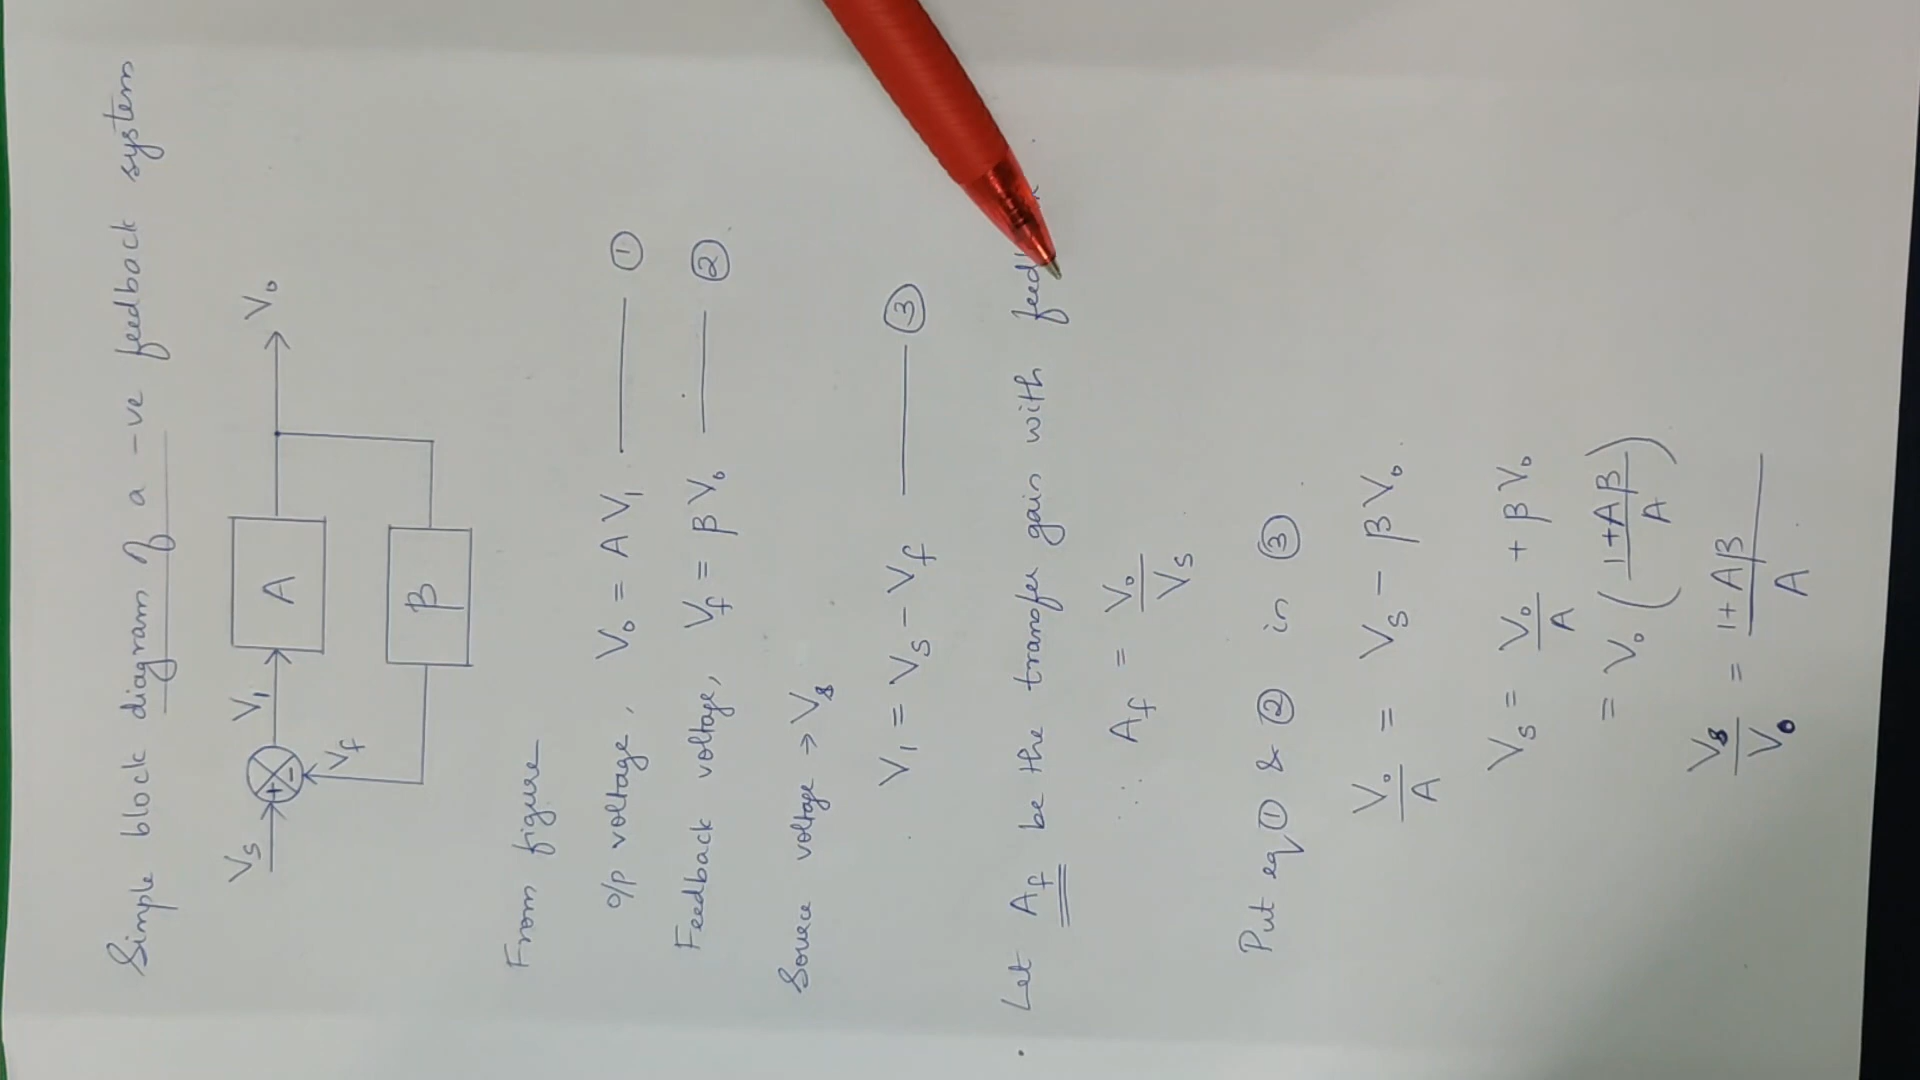 Simple block diagram of a -ve feedback system
Vs + - V1 A Vo
Vf β
From figure
o/p voltage, Vo = A V1 ——— ①
Feedback voltage, Vf = β Vo ——— ②
Source voltage → Vs
V1 = Vs - Vf ——— ③
. Let Af be the transfer gain with
∴ Af = Vo/Vs
Put eq ① & ② in ③
Vo/A = Vs - β Vo
Vs = Vo/A + β Vo
= Vo (1+Aβ/A)
Vs/Vo = 1+Aβ/A